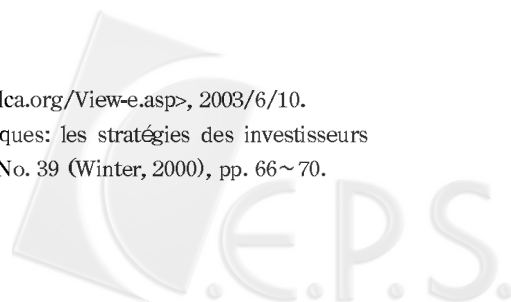 lca.org/View-e.asp>, 2003/6/10.
ques: les stratégies des investisseurs
No. 39 (Winter, 2000), pp. 66~70.
C.E.P.S.